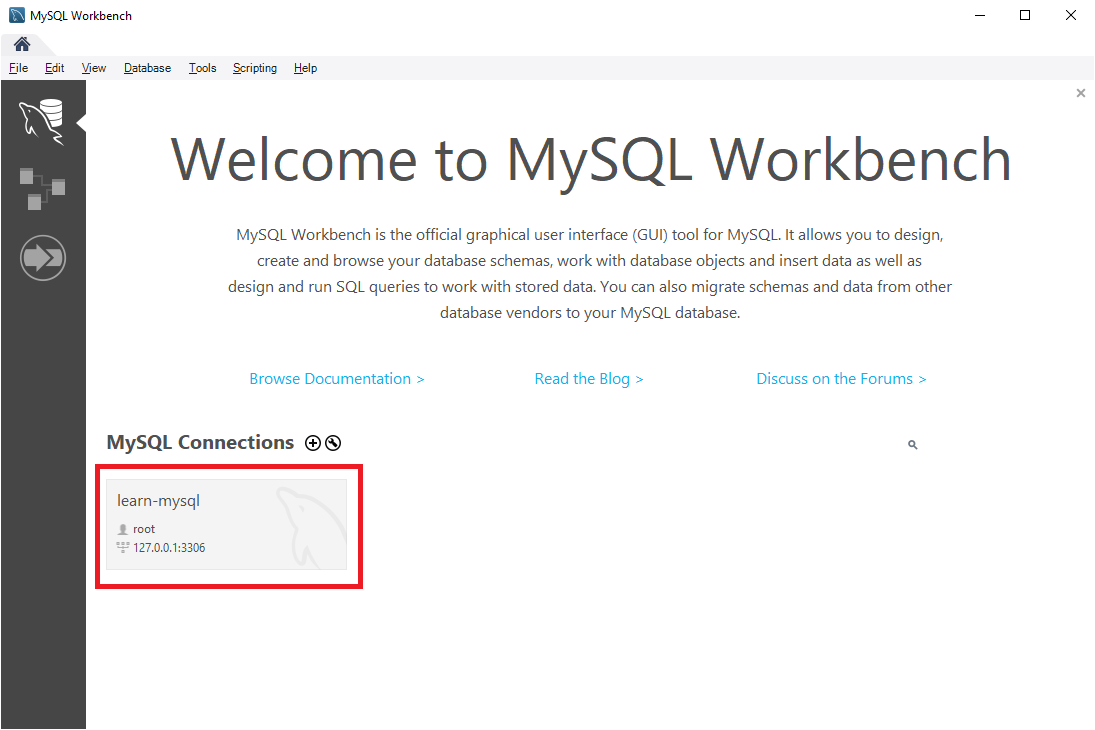 MySQL Workbench
File Edit View Database Tools Scripting Help
Welcome to MySQL Workbench
MySQL Workbench is the official graphical user interface (GUI) tool for MySQL. It allows you to design,
create and browse your database schemas, work with database objects and insert data as well as
design and run SQL queries to work with stored data. You can also migrate schemas and data from other
database vendors to your MySQL database.
Browse Documentation > Read the Blog > Discuss on the Forums >
MySQL Connections
learn-mysql
root
127.0.0.1:3306